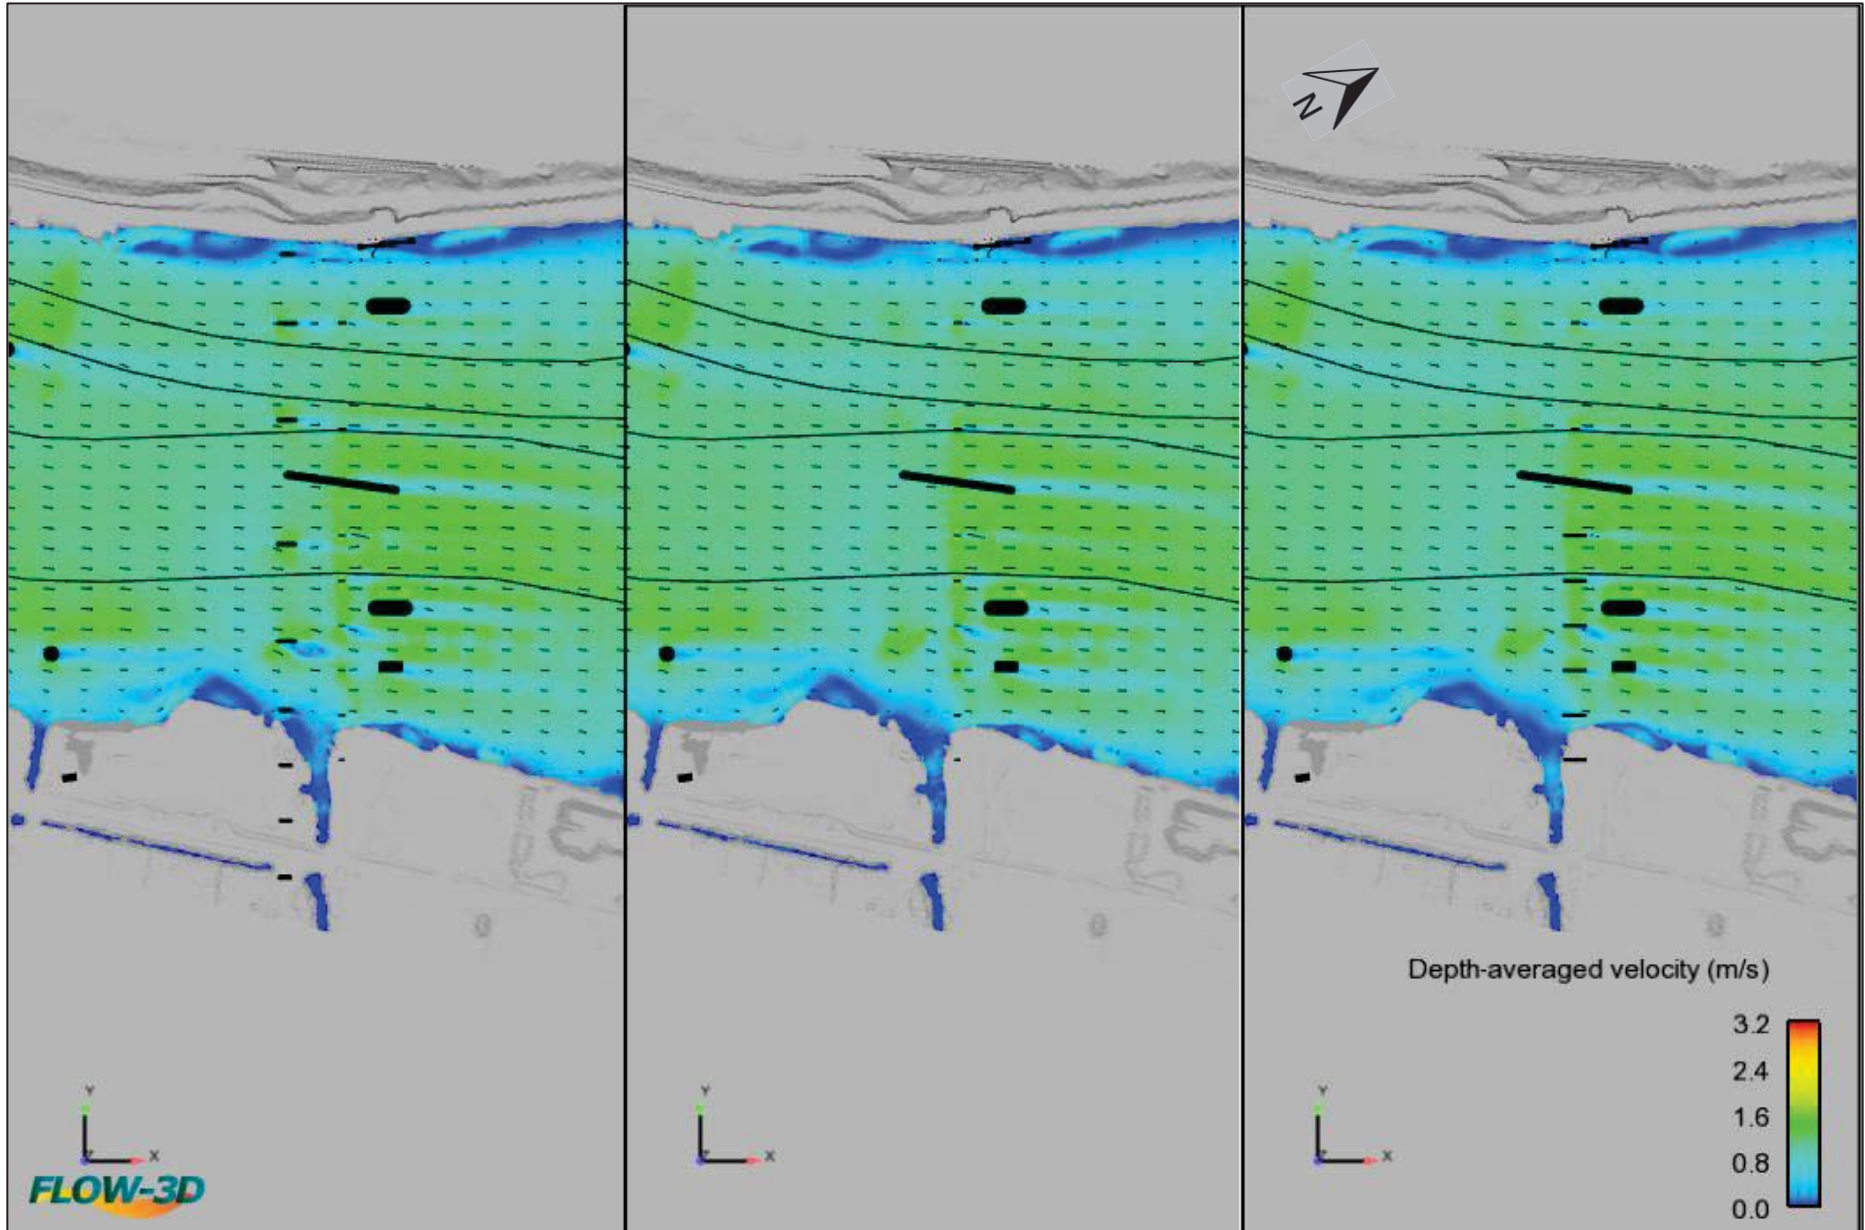 N
Depth-averaged velocity (m/s)
3.2
2.4
1.6
0.8
0.0
Y
X
Z
Y
X
Z
Y
X
Z
FLOW-3D